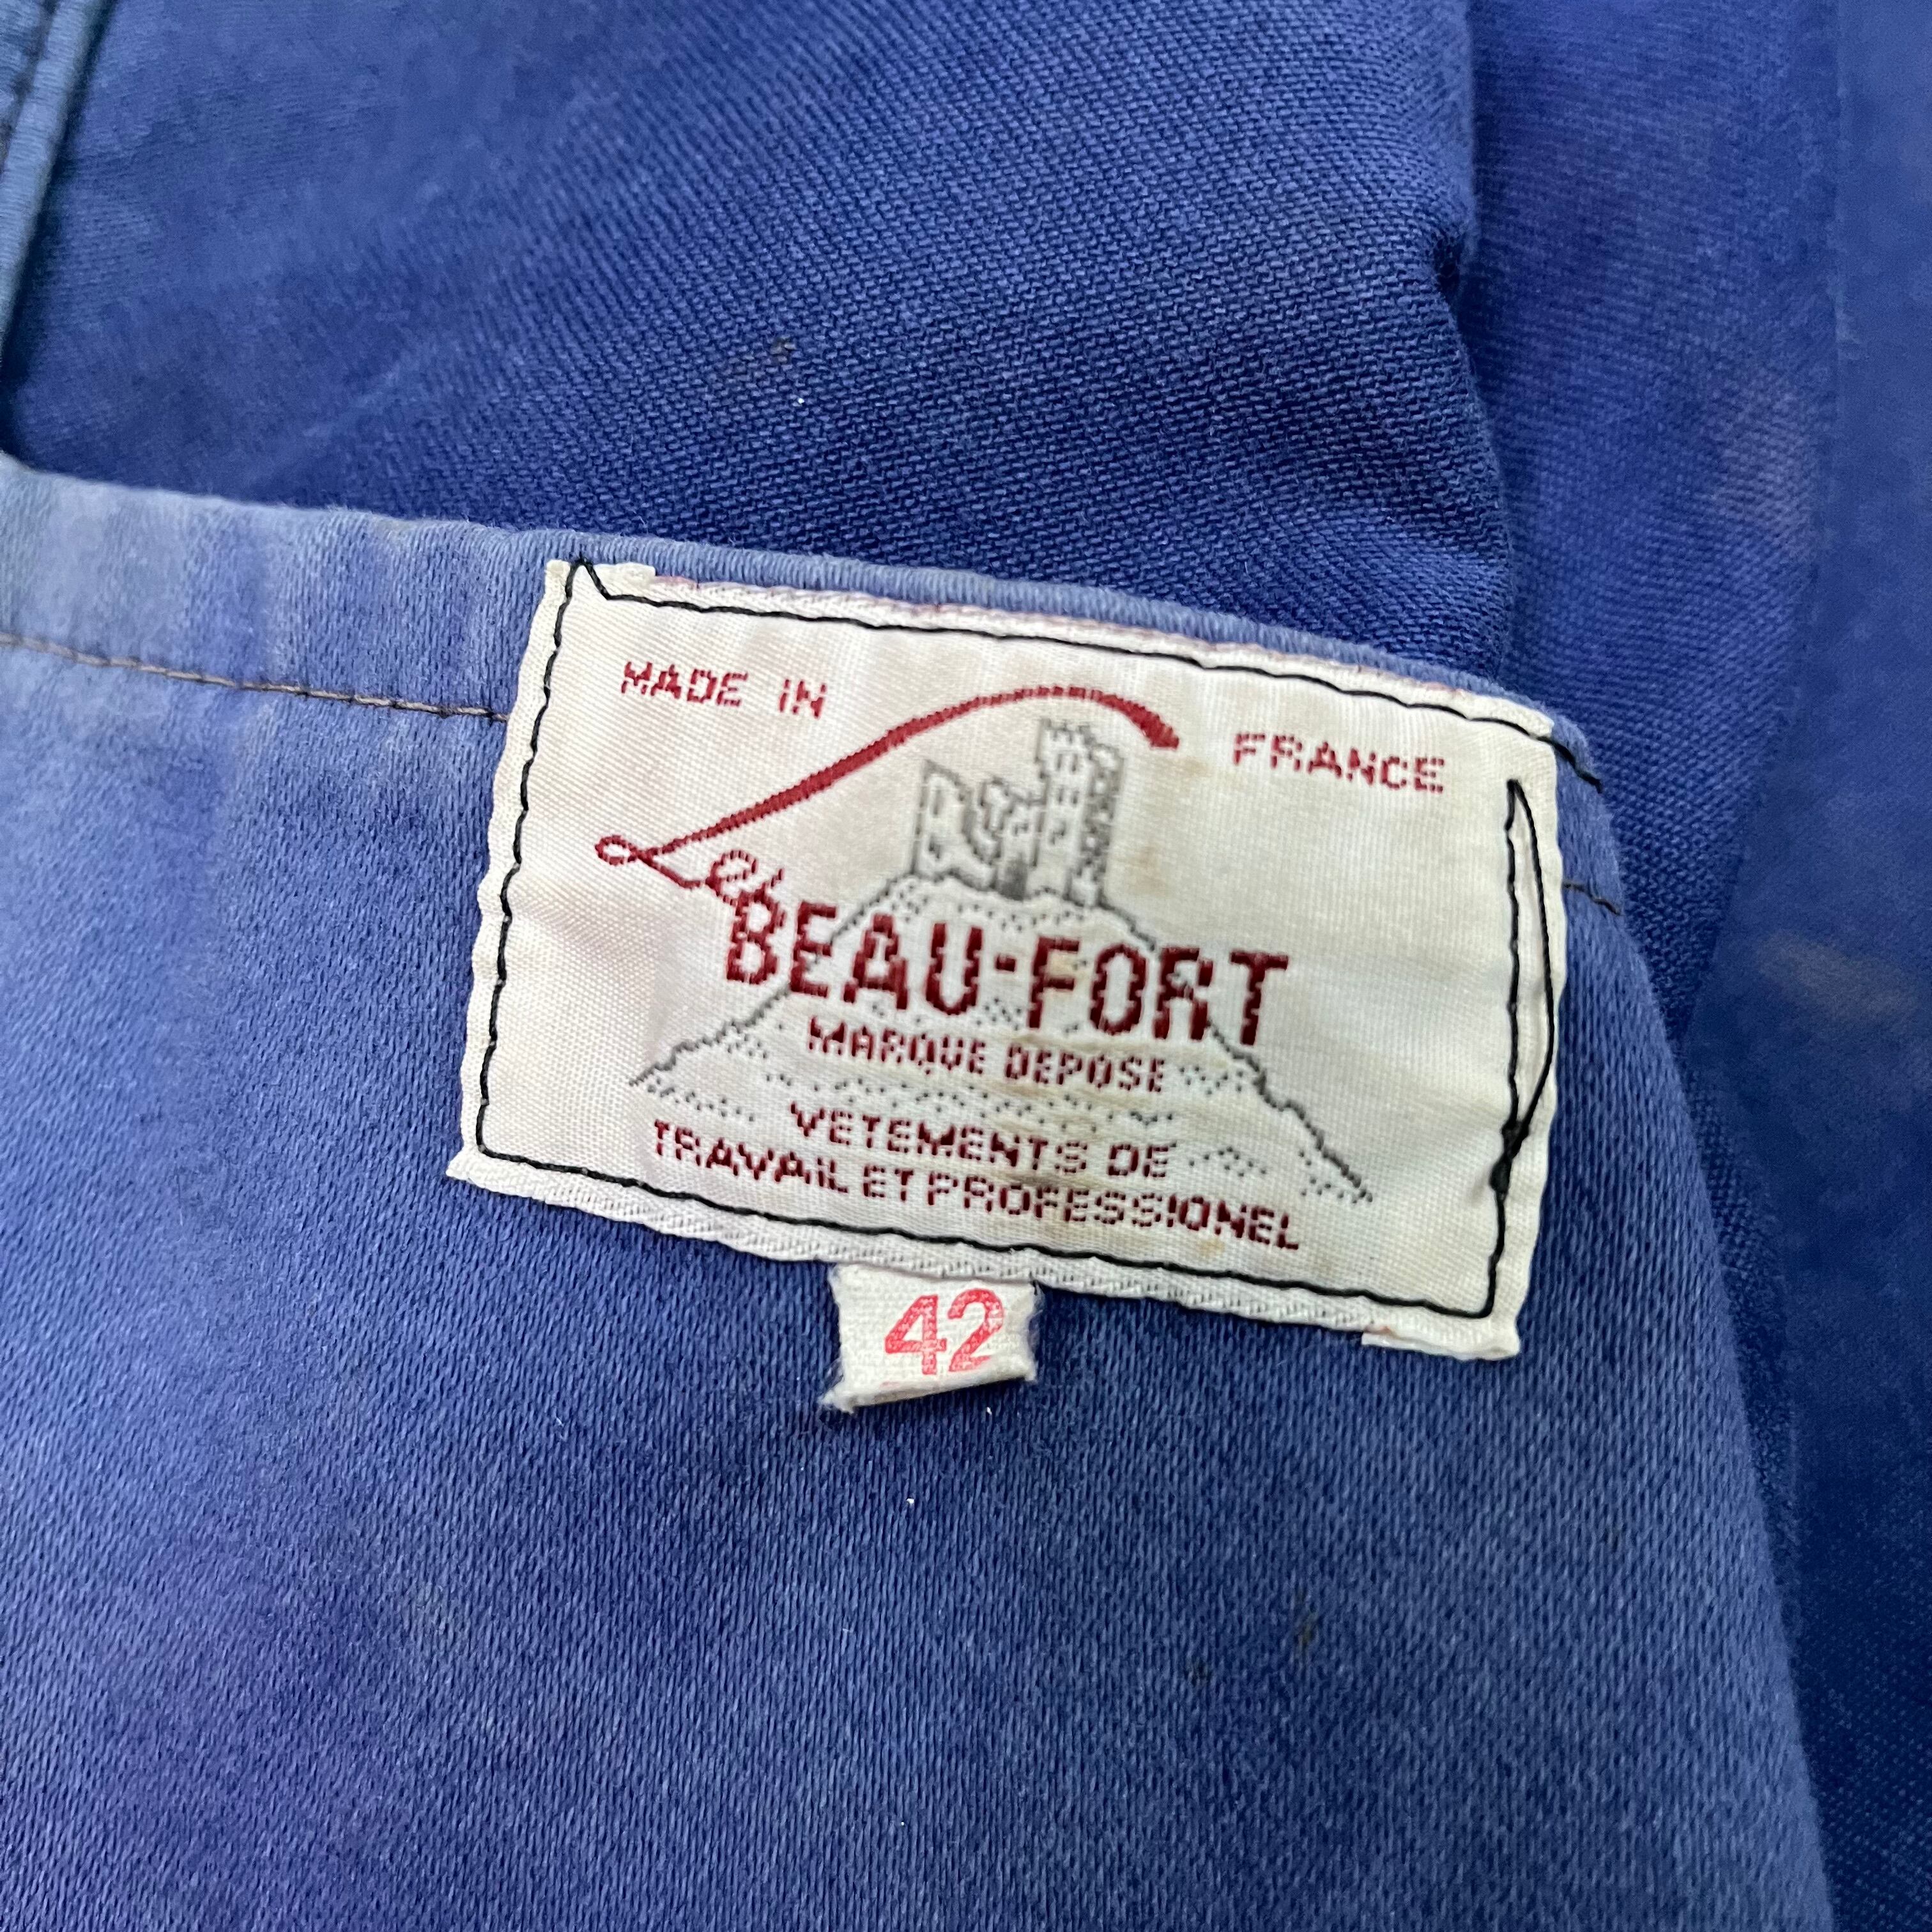 MADE IN FRANCE
Le
BEAU-FORT
MARQUE DEPOSE
VETEMENTS DE
TRAVAIL ET PROFESSIONEL
42